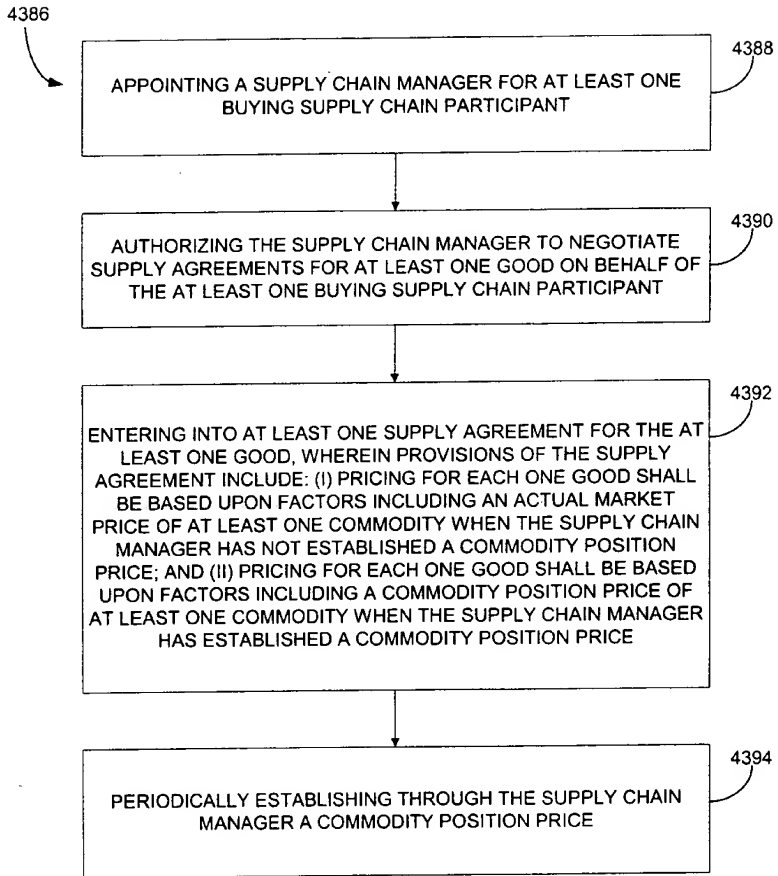 4386
4388
APPOINTING A SUPPLY CHAIN MANAGER FOR AT LEAST ONE
BUYING SUPPLY CHAIN PARTICIPANT
4390
AUTHORIZING THE SUPPLY CHAIN MANAGER TO NEGOTIATE
SUPPLY AGREEMENTS FOR AT LEAST ONE GOOD ON BEHALF OF
THE AT LEAST ONE BUYING SUPPLY CHAIN PARTICIPANT
4392
ENTERING INTO AT LEAST ONE SUPPLY AGREEMENT FOR THE AT
LEAST ONE GOOD, WHEREIN PROVISIONS OF THE SUPPLY
AGREEMENT INCLUDE: (I) PRICING FOR EACH ONE GOOD SHALL
BE BASED UPON FACTORS INCLUDING AN ACTUAL MARKET
PRICE OF AT LEAST ONE COMMODITY WHEN THE SUPPLY CHAIN
MANAGER HAS NOT ESTABLISHED A COMMODITY POSITION
PRICE; AND (II) PRICING FOR EACH ONE GOOD SHALL BE BASED
UPON FACTORS INCLUDING A COMMODITY POSITION PRICE OF
AT LEAST ONE COMMODITY WHEN THE SUPPLY CHAIN MANAGER
HAS ESTABLISHED A COMMODITY POSITION PRICE
4394
PERIODICALLY ESTABLISHING THROUGH THE SUPPLY CHAIN
MANAGER A COMMODITY POSITION PRICE